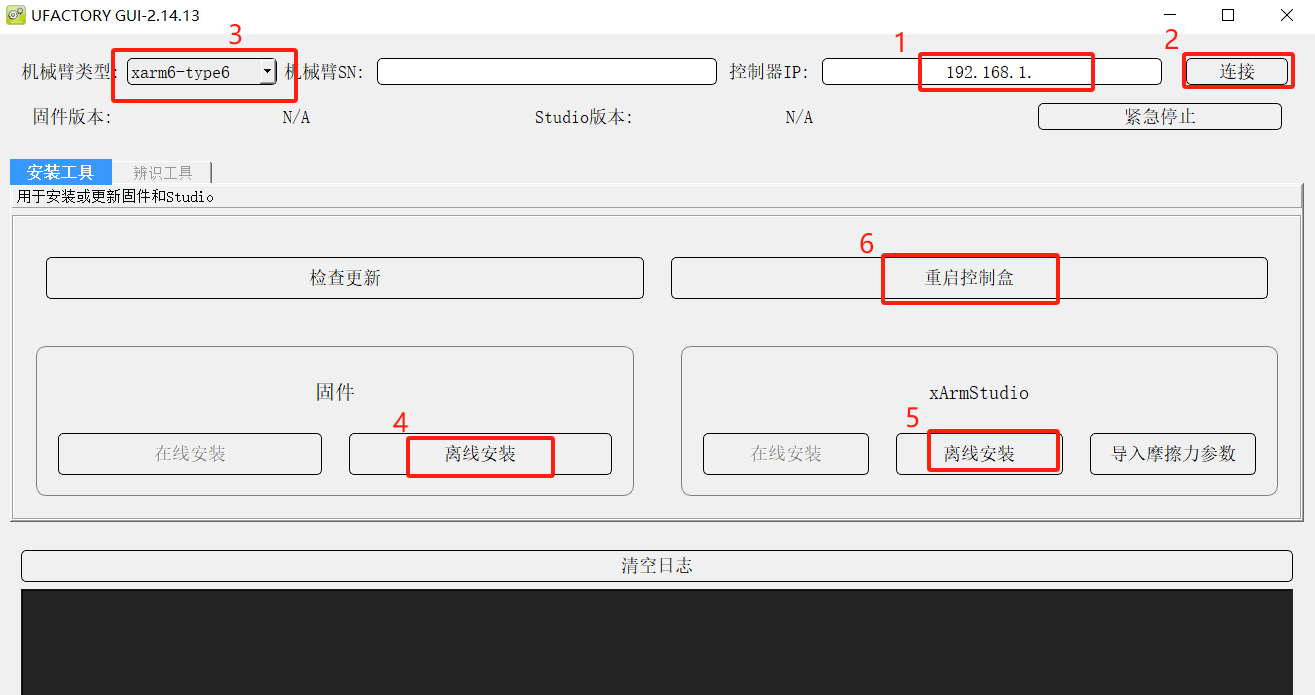 UFACTORY GUI-2.14.13
3
1
2
机械臂类型: xarm6-type6 机械臂SN: 控制器IP: 192.168.1. 连接
固件版本: N/A Studio版本: N/A 紧急停止
安装工具 辨识工具
用于安装或更新固件和Studio
6
检查更新 重启控制盒
固件 xArmStudio
4
5
在线安装 离线安装 在线安装 离线安装 导入摩擦力参数
清空日志